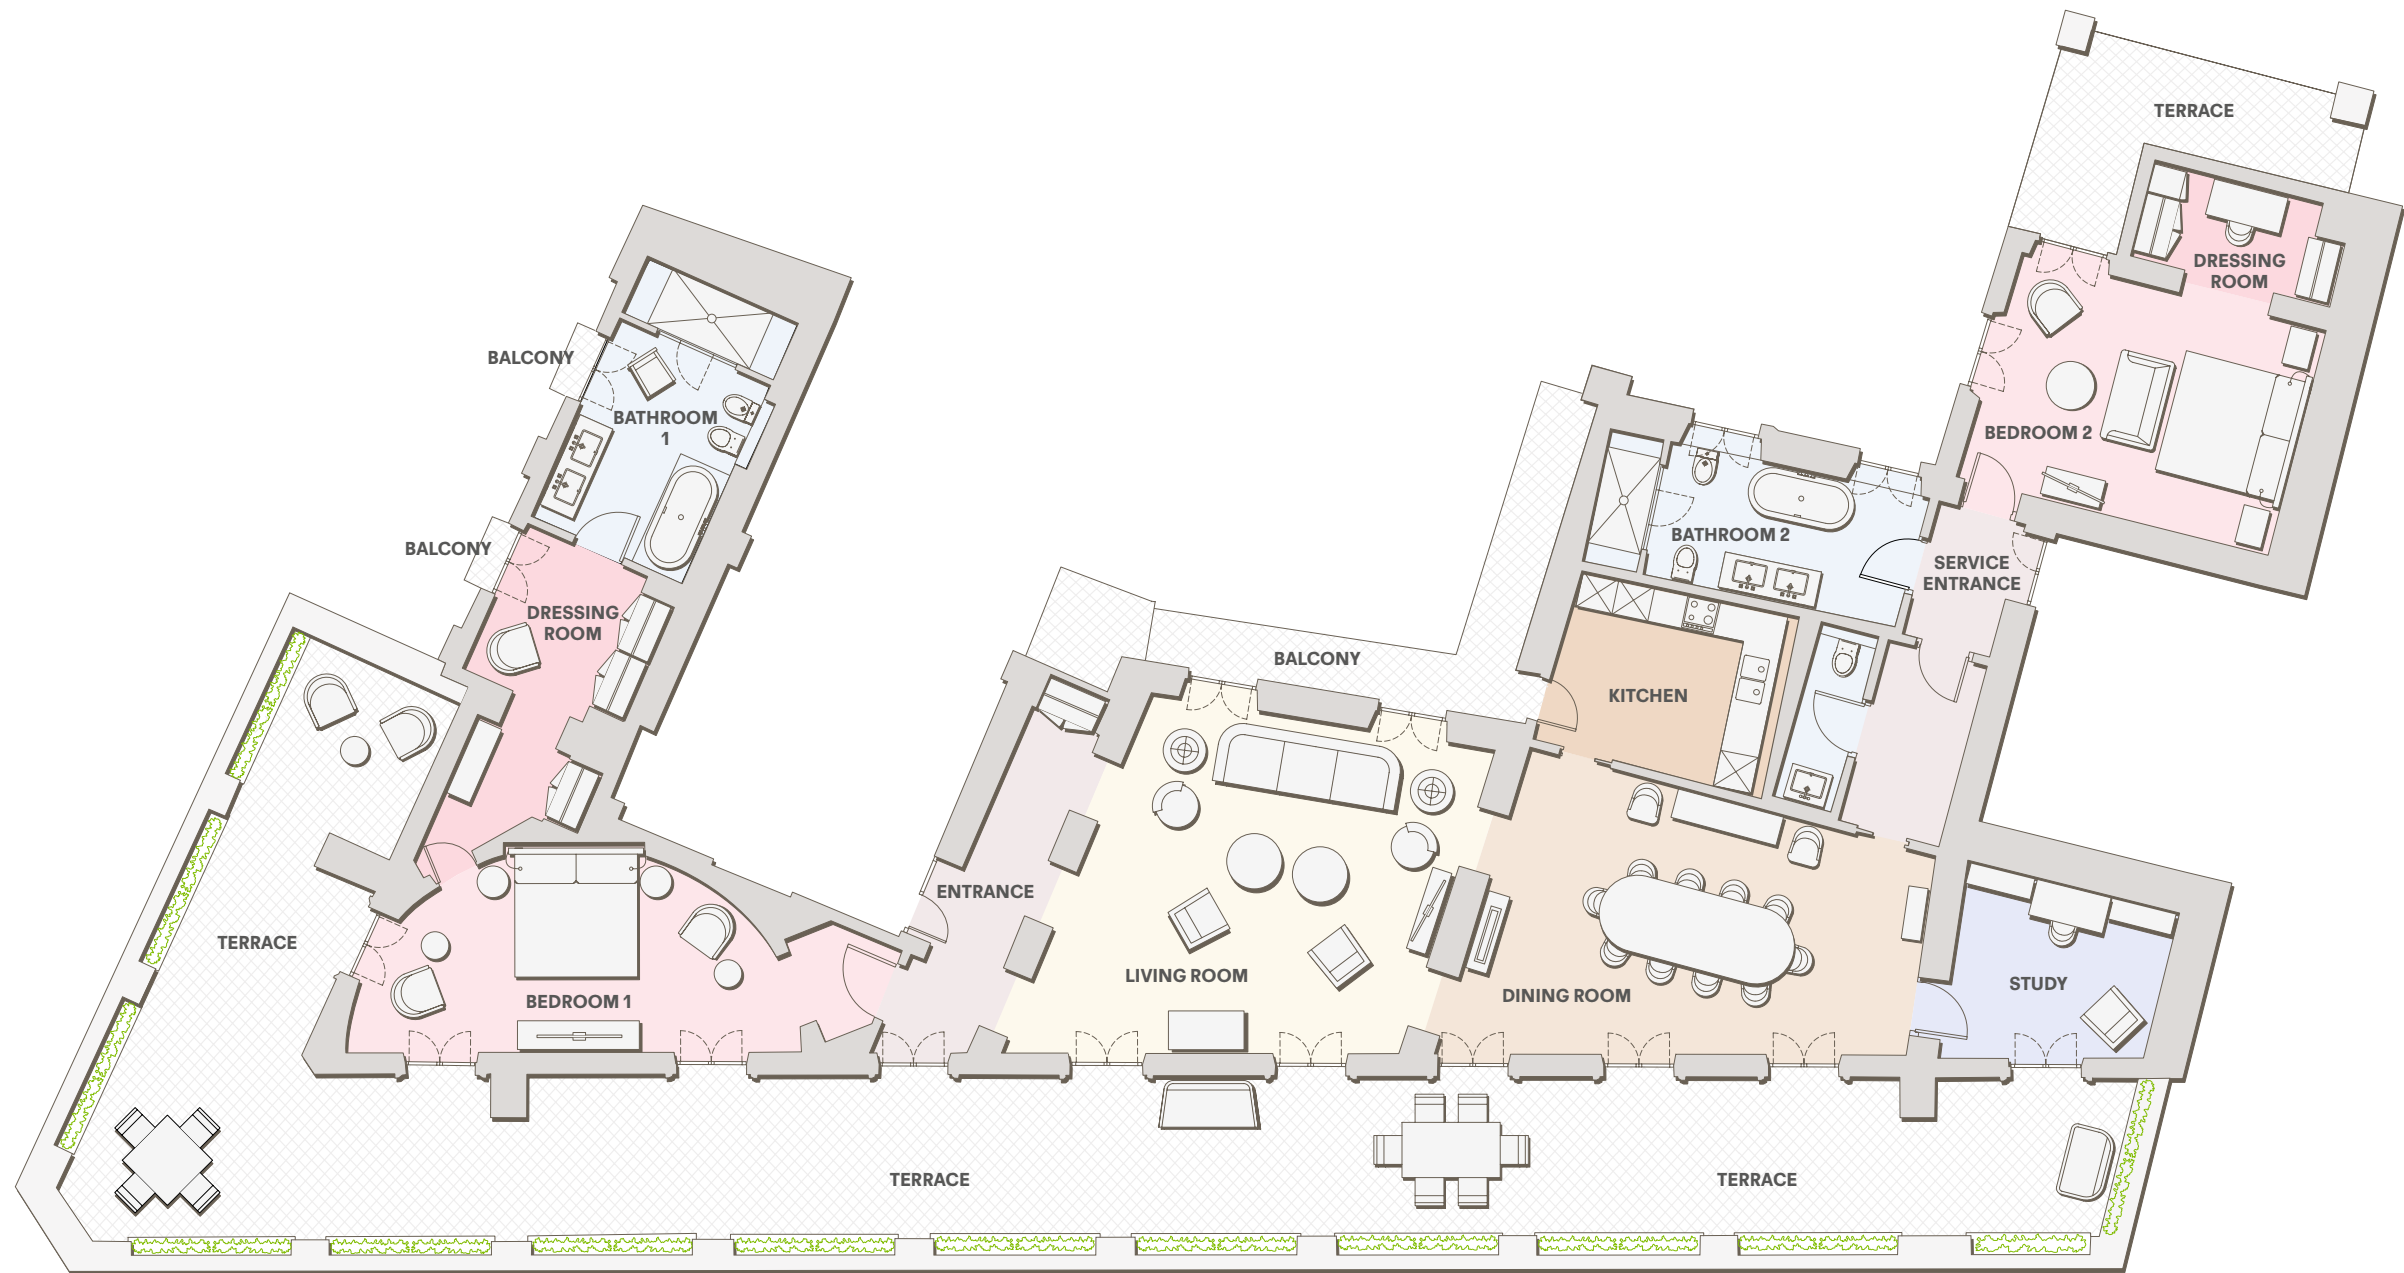 TERRACE
DRESSING
ROOM
BALCONY
BATHROOM
1
BEDROOM 2
BATHROOM 2
BALCONY
SERVICE
ENTRANCE
DRESSING
ROOM
BALCONY
KITCHEN
ENTRANCE
TERRACE
LIVING ROOM
STUDY
DINING ROOM
BEDROOM 1
TERRACE
TERRACE